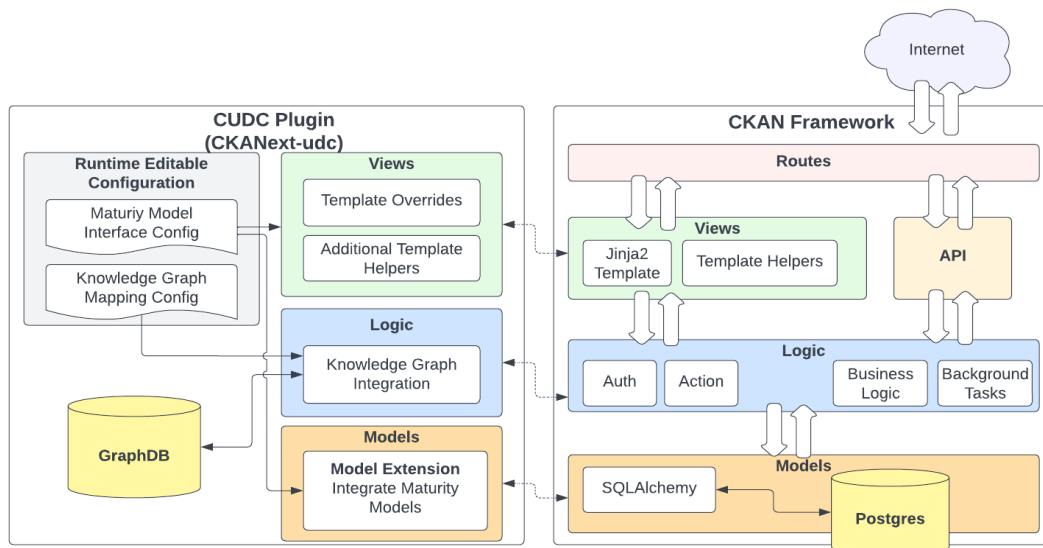 Internet
CUDC Plugin
(CKANext-udc)
Runtime Editable
Configuration
Maturiy Model
Interface Config
Knowledge Graph
Mapping Config
Views
Template Overrides
Additional Template
Helpers
Logic
Knowledge Graph
Integration
GraphDB
Models
Model Extension
Integrate Maturity
Models
CKAN Framework
Routes
Views
Jinja2
Template
Template Helpers
API
Logic
Auth
Action
Business
Logic
Background
Tasks
Models
SQLAlchemy
Postgres